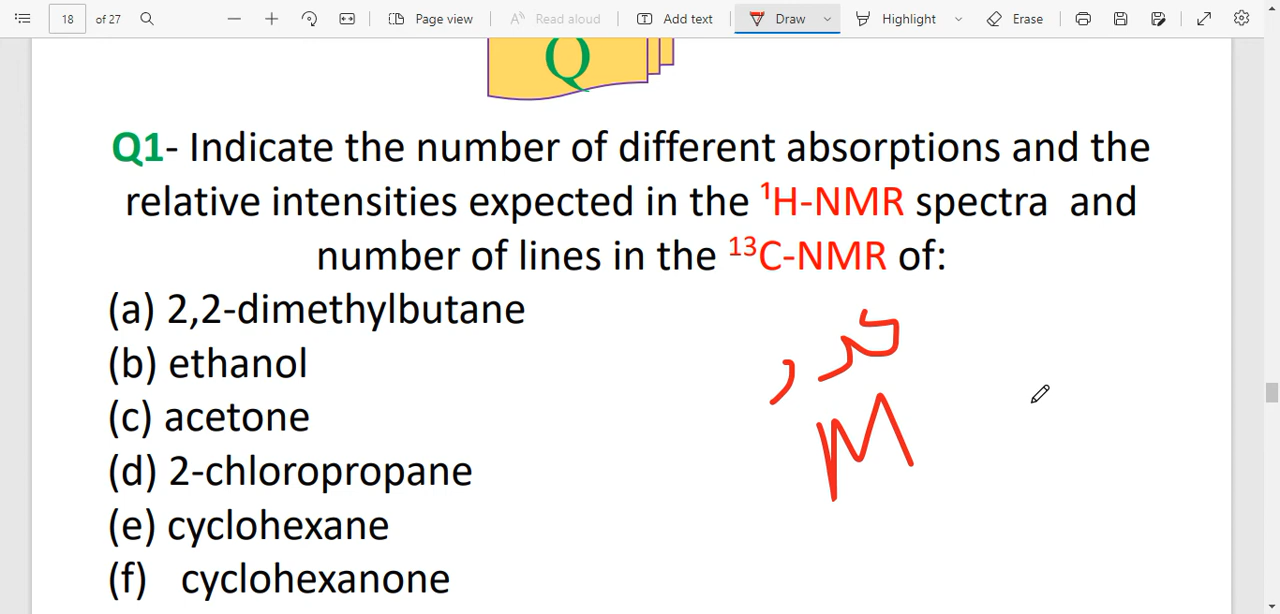 18 of 27 Page view Read aloud Add text Draw Highlight Erase
Q
Q1- Indicate the number of different absorptions and the
relative intensities expected in the ¹H-NMR spectra and
number of lines in the ¹³C-NMR of:
(a) 2,2-dimethylbutane
(b) ethanol
(c) acetone
(d) 2-chloropropane
(e) cyclohexane
(f) cyclohexanone